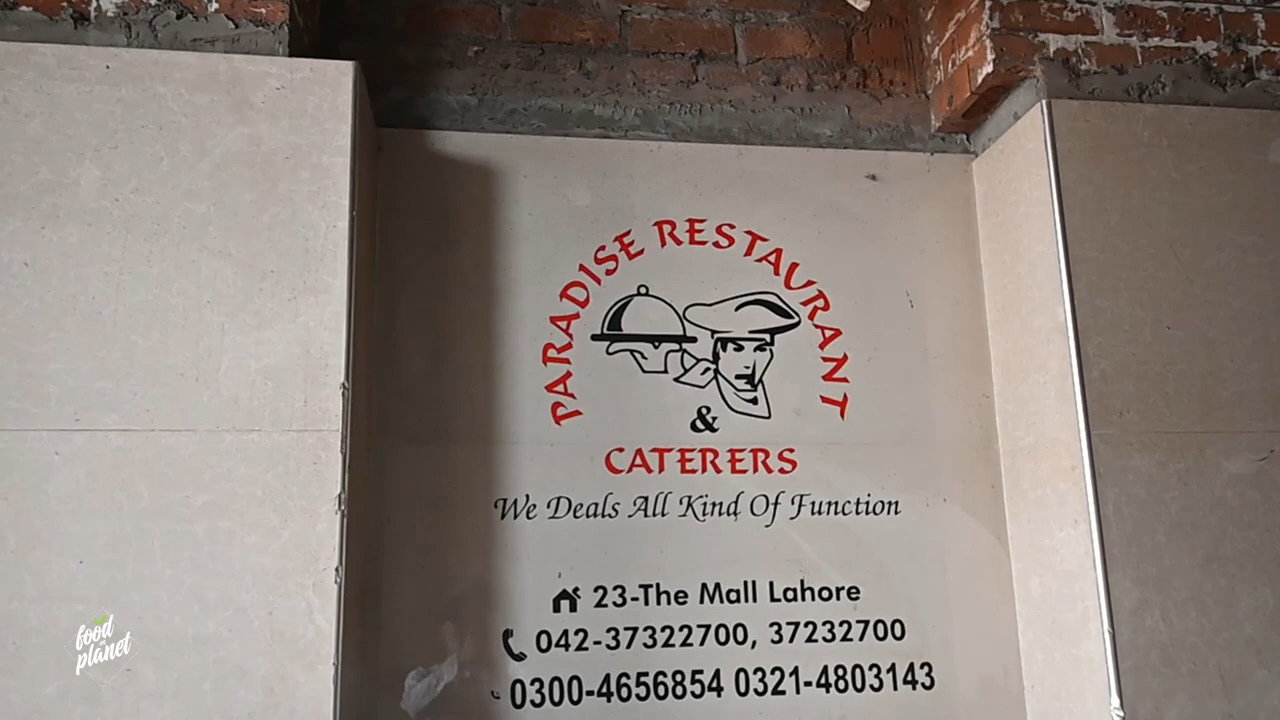 PARADISE RESTAURANT
&
CATERERS
We Deals All Kind Of Function
23-The Mall Lahore
042-37322700, 37232700
0300-4656854 0321-4803143
food
planet